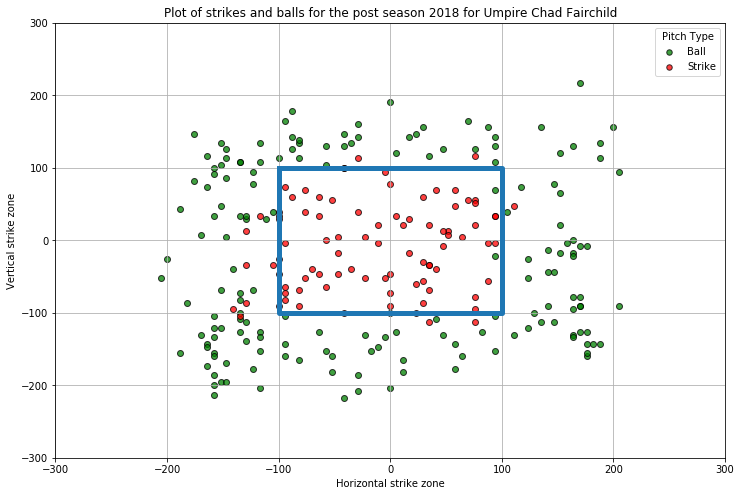 Plot of strikes and balls for the post season 2018 for Umpire Chad Fairchild
300
200
100
0
−100
−200
−300
Vertical strike zone
Pitch Type
Ball
Strike
−300 −200 −100 0 100 200 300
Horizontal strike zone